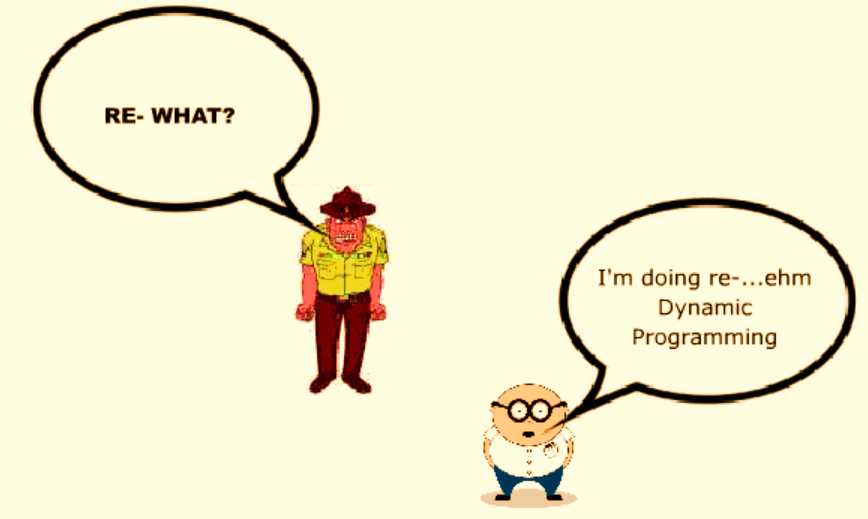 RE- WHAT?
I'm doing re-...ehm
Dynamic
Programming